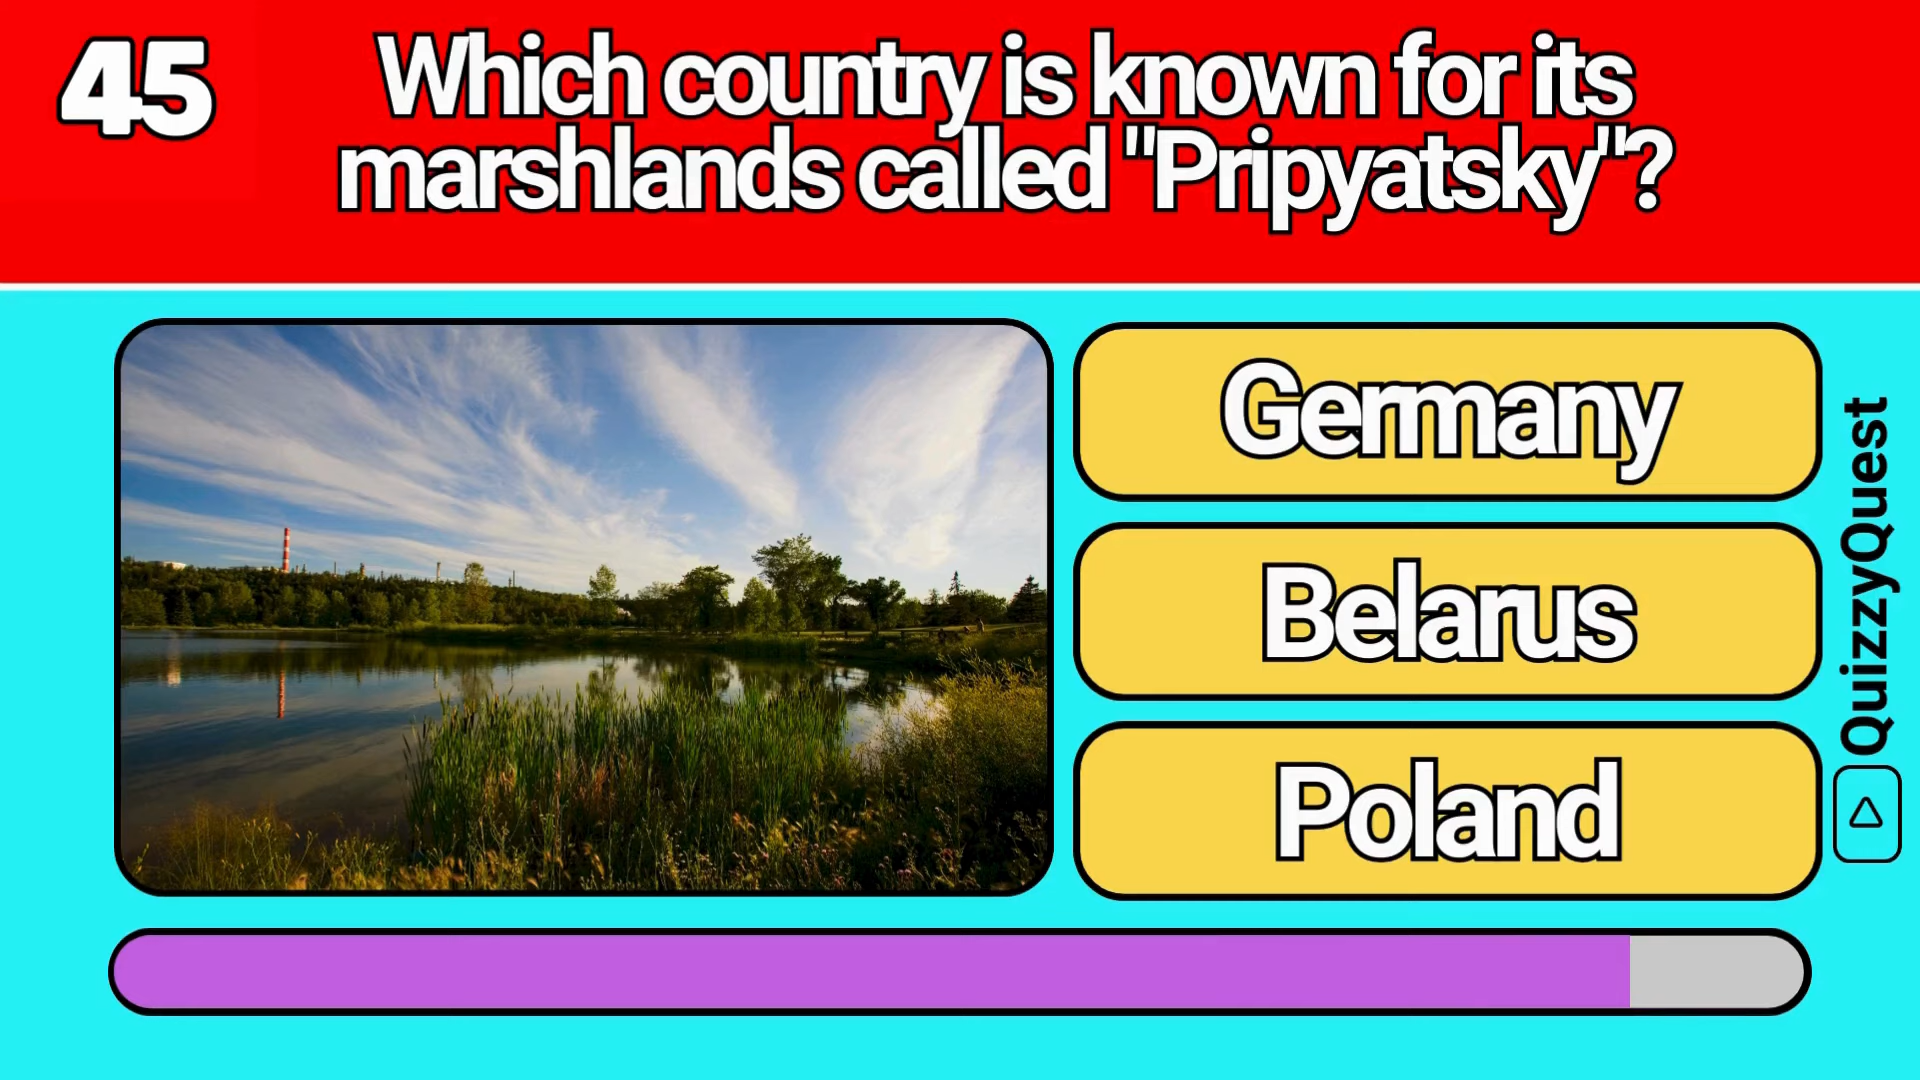 45
Which country is known for its
marshlands called "Pripyatsky"?
Germany
Belarus
Poland
QuizzyQuest